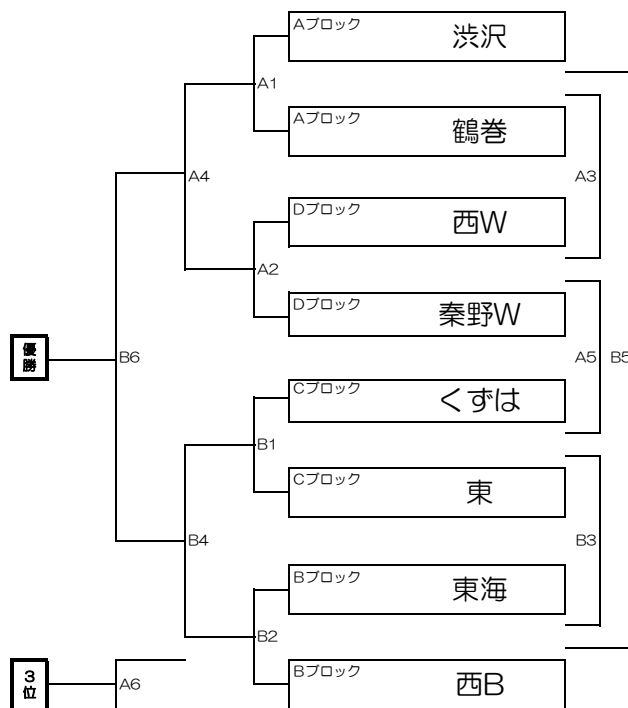 Aブロック 渋沢
A1
Aブロック 鶴巻
A4
A3
Dブロック 西W
A2
Dブロック 秦野W
優勝
B6
A5
B5
Cブロック くずは
B1
Cブロック 東
B4
B3
Bブロック 東海
B2
Bブロック 西B
3位
A6